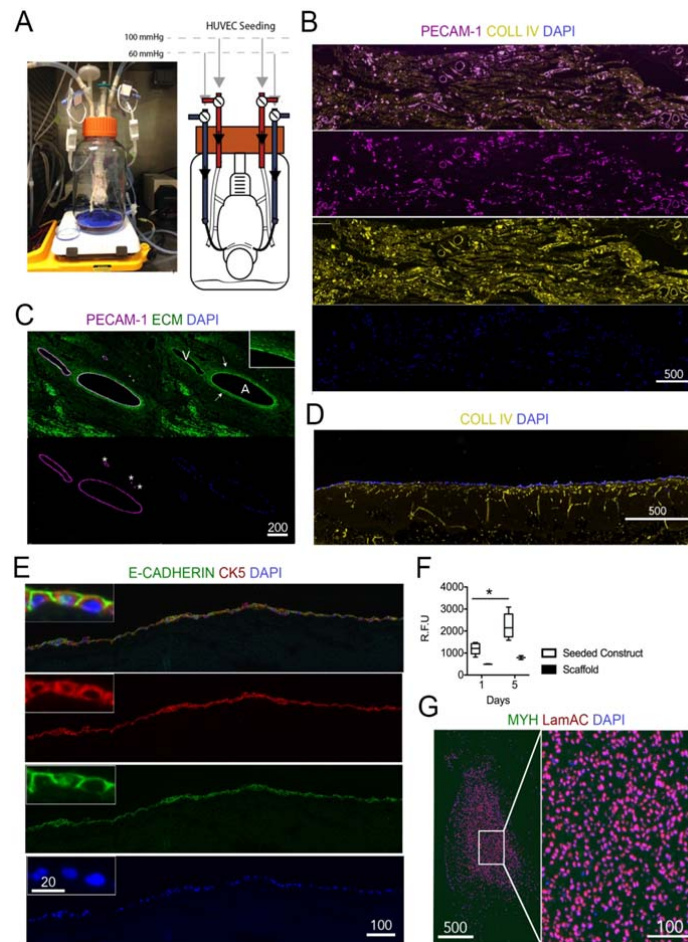 A
HUVEC Seeding
100 mmHg
60 mmHg
B
PECAM-1 COLL IV DAPI
500
C
PECAM-1 ECM DAPI
V
A
*
*
*
200
D
COLL IV DAPI
500
E
E-CADHERIN CK5 DAPI
20
100
F
R.F.U
4000
3000
2000
1000
0
*
1
5
Days
Seeded Construct
Scaffold
G
MYH LamAC DAPI
500
100